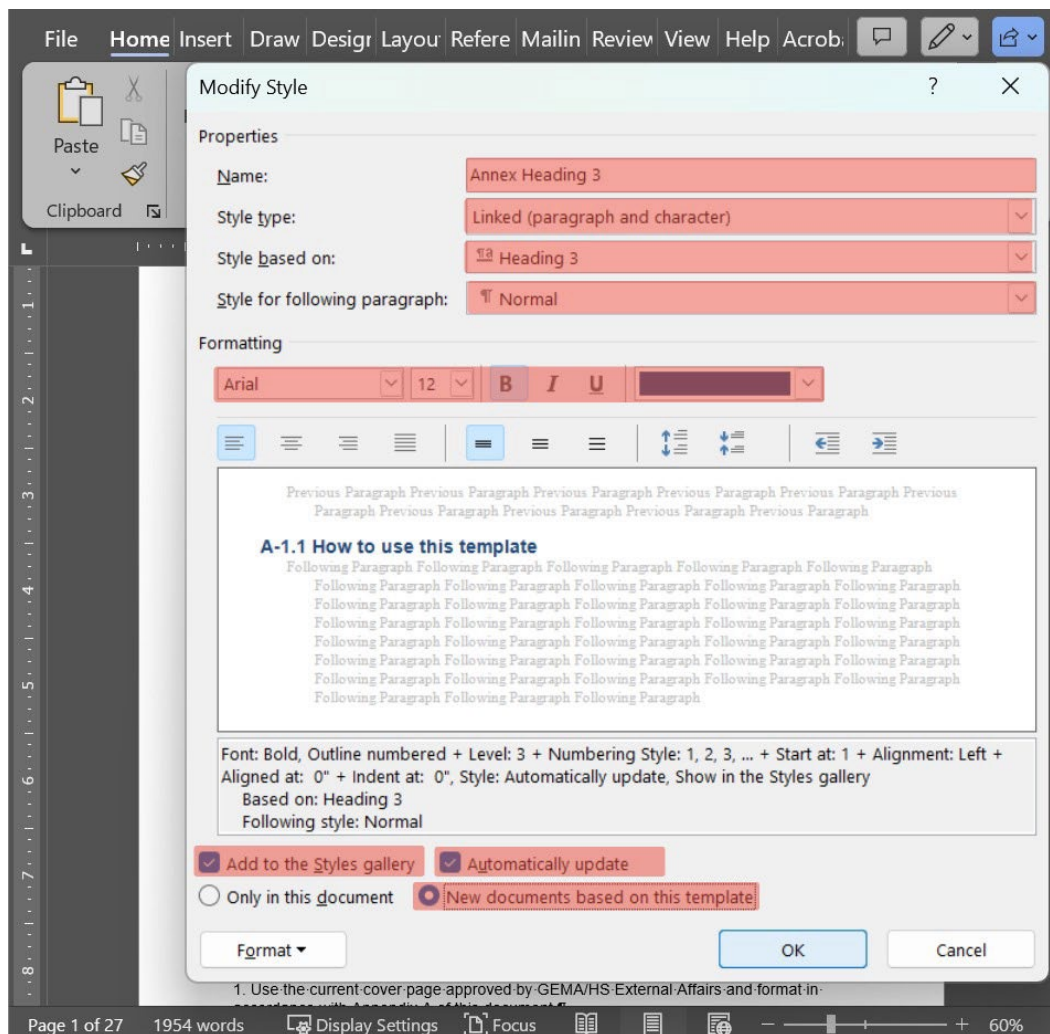 File Home Insert Draw Desigr Layou Refere Mailin Review View Help Acrob
Modify Style ?
Properties
Paste
Clipboard
Name: Annex Heading 3
Style type: Linked (paragraph and character)
Style based on: ¶a Heading 3
Style for following paragraph: ¶ Normal
Formatting
Arial 12 B I U
Previous Paragraph Previous Paragraph Previous Paragraph Previous Paragraph Previous Paragraph Previous
Paragraph Previous Paragraph Previous Paragraph Previous Paragraph Previous Paragraph
A-1.1 How to use this template
Following Paragraph Following Paragraph Following Paragraph Following Paragraph Following Paragraph
Following Paragraph Following Paragraph Following Paragraph Following Paragraph Following Paragraph
Following Paragraph Following Paragraph Following Paragraph Following Paragraph Following Paragraph
Following Paragraph Following Paragraph Following Paragraph Following Paragraph Following Paragraph
Following Paragraph Following Paragraph Following Paragraph Following Paragraph Following Paragraph
Following Paragraph Following Paragraph Following Paragraph Following Paragraph Following Paragraph
Following Paragraph Following Paragraph Following Paragraph Following Paragraph Following Paragraph
Following Paragraph Following Paragraph Following Paragraph
Font: Bold, Outline numbered + Level: 3 + Numbering Style: 1, 2, 3, ... + Start at: 1 + Alignment: Left +
Aligned at: 0" + Indent at: 0", Style: Automatically update, Show in the Styles gallery
Based on: Heading 3
Following style: Normal
Add to the Styles gallery Automatically update
Only in this document New documents based on this template
Format OK Cancel
1. Use·the·current·cover·page·approved·by·GEMA/HS·External·Affairs·and·format·in·
Page 1 of 27 1954 words Display Settings Focus 60%
1
2
3
4
5
6
7
8